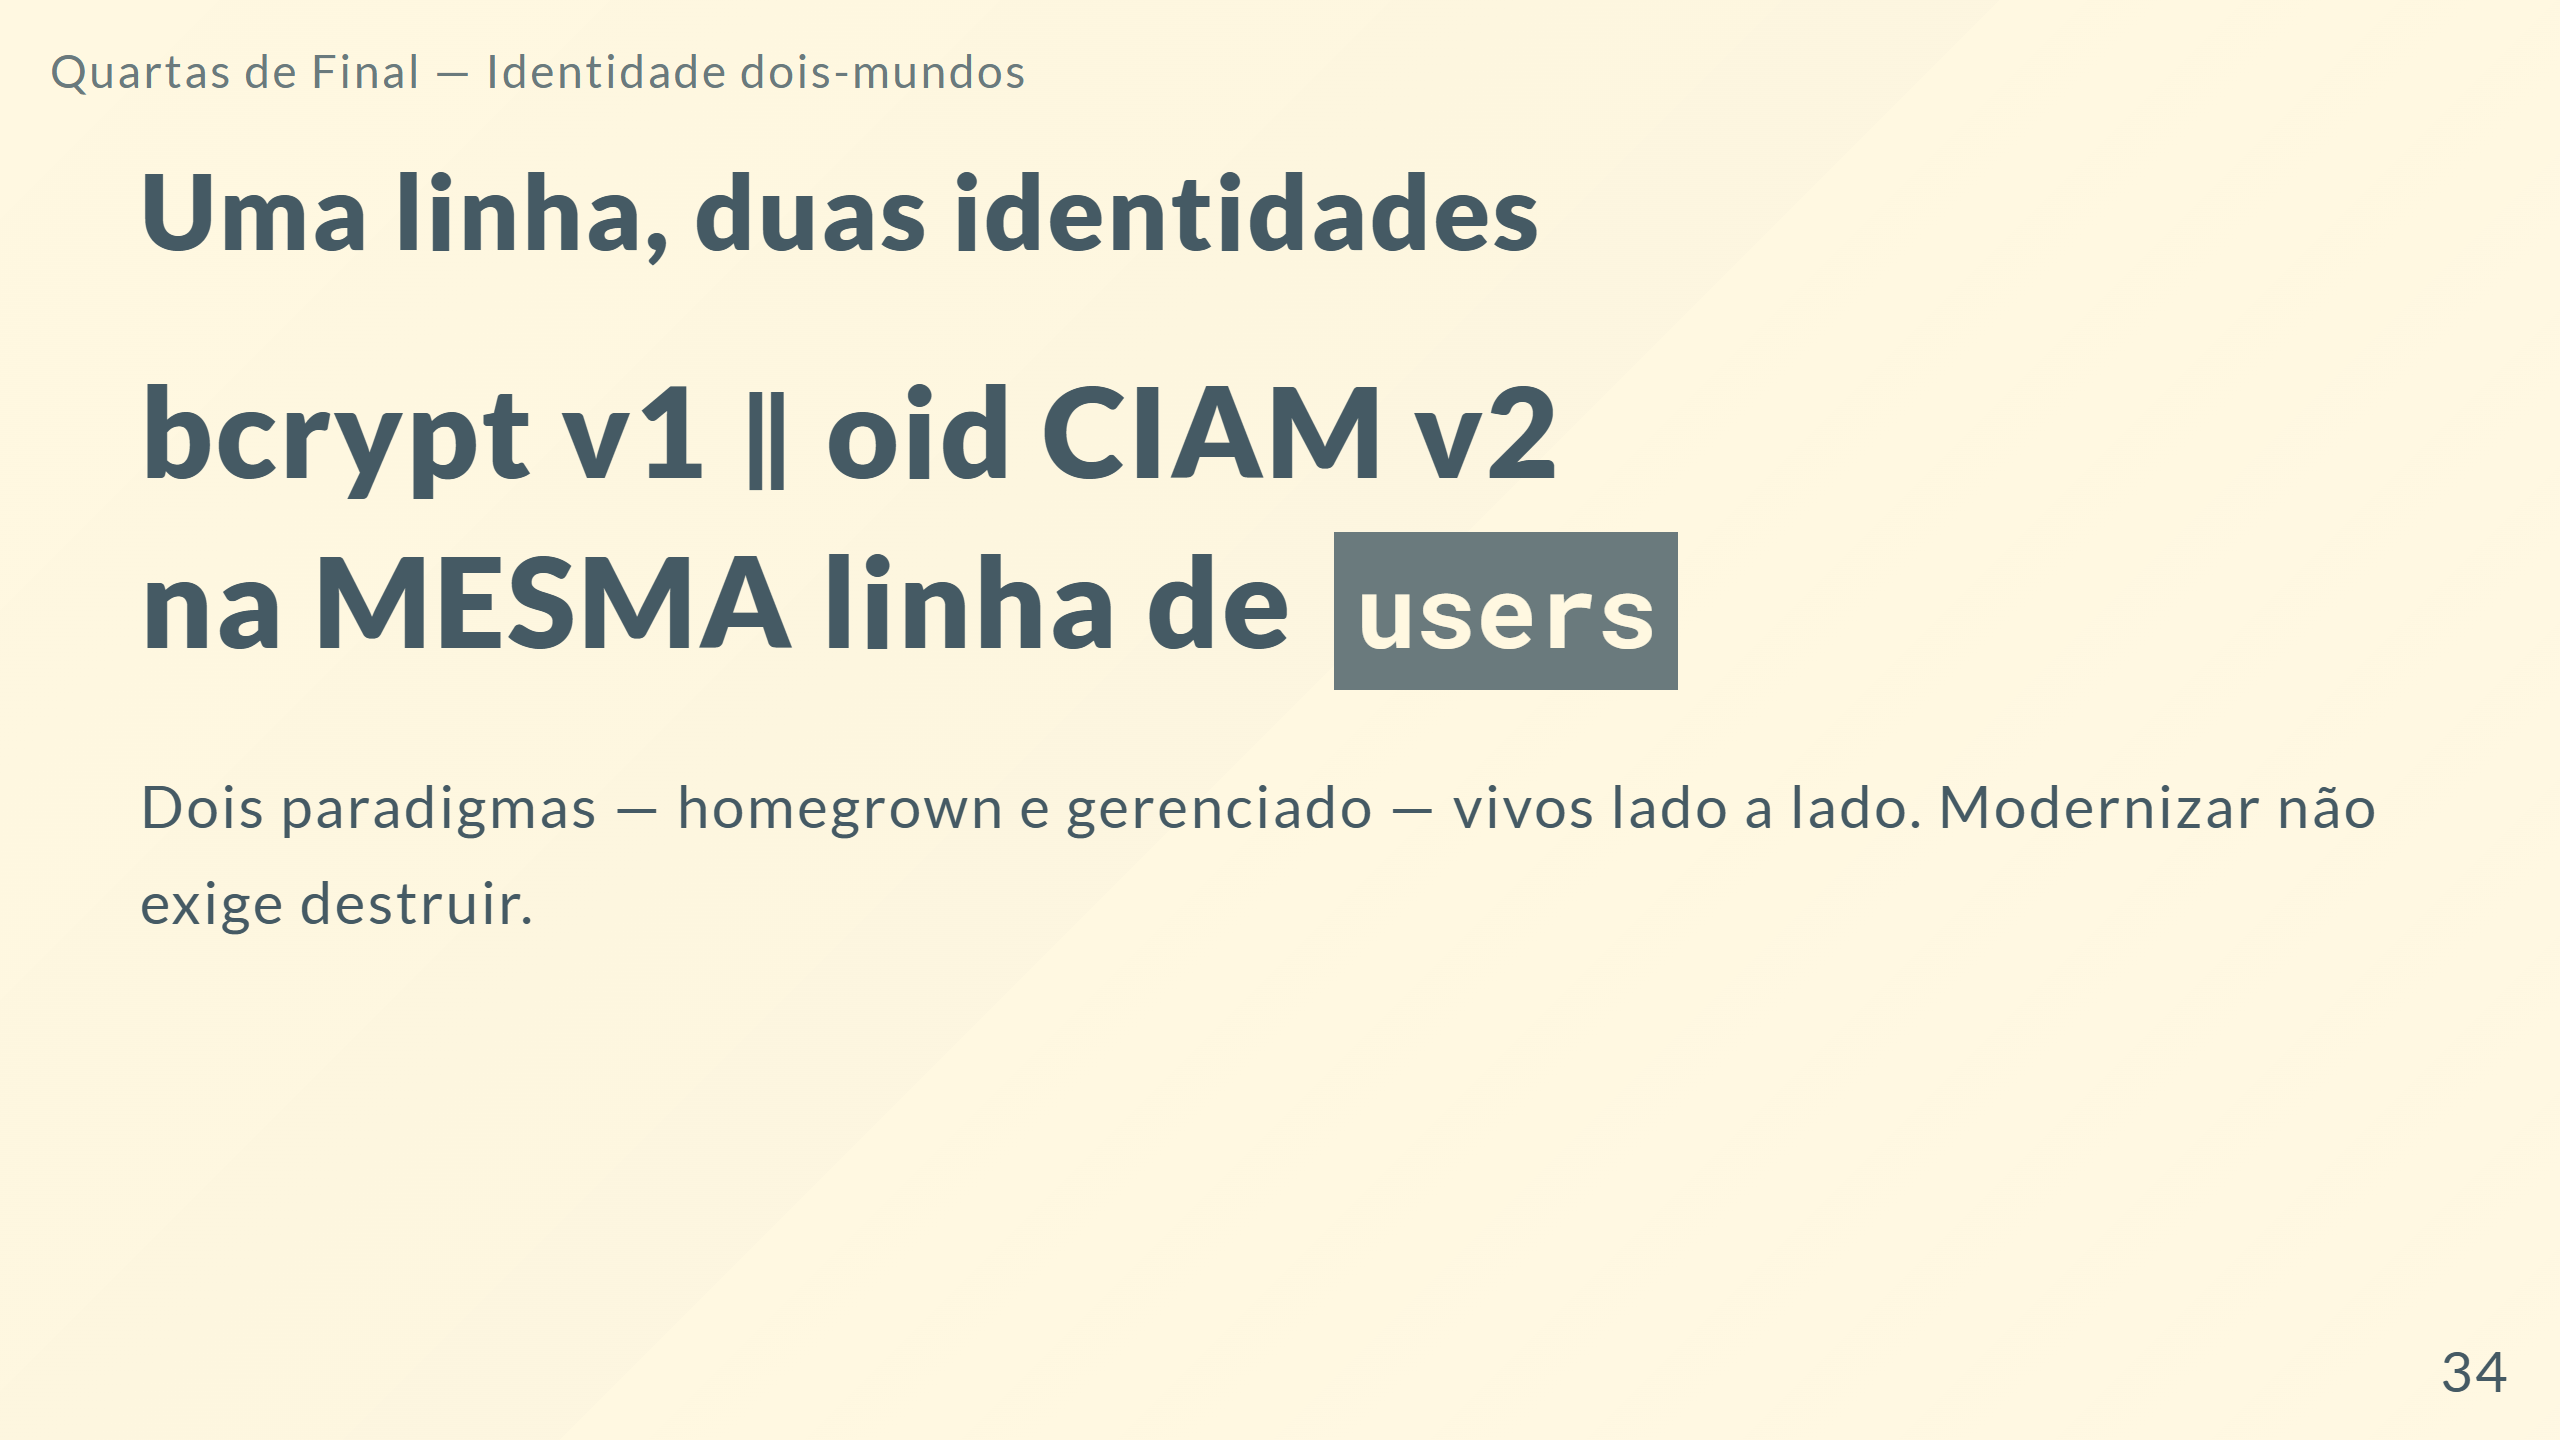 Quartas de Final — Identidade dois-mundos
Uma linha, duas identidades
bcrypt v1 ∥ oid CIAM v2
na MESMA linha de users
Dois paradigmas — homegrown e gerenciado — vivos lado a lado. Modernizar não
exige destruir.
34